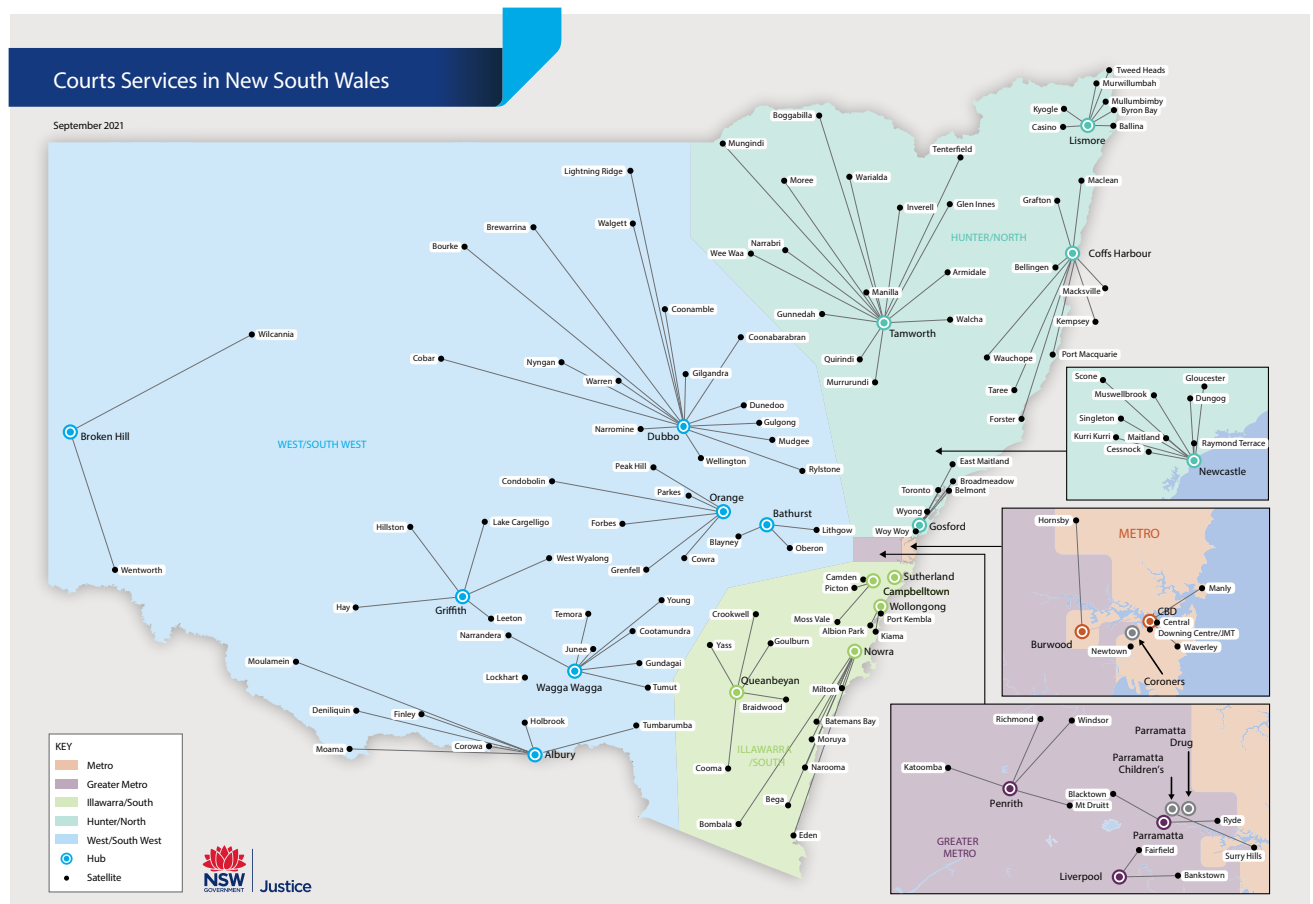 Courts Services in New South Wales
September 2021
Tweed Heads
Murwillumbah
Mullumbimby
Byron Bay
Kyogle
Casino
Ballina
Lismore
Boggabilla
Mungindi
Tenterfield
Lightning Ridge
Moree
Warialda
Maclean
Inverell
Glen Innes
Grafton
Brewarrina
Walgett
Bourke
HUNTER/NORTH
Narrabri
Wee Waa
Coffs Harbour
Bellingen
Armidale
Manilla
Macksville
Coonamble
Gunnedah
Walcha
Kempsey
Tamworth
Wilcannia
Coonabarabran
Cobar
Nyngan
Quirindi
Wauchope
Port Macquarie
Gilgandra
Warren
Murrurundi
Taree
Scone
Gloucester
Muswellbrook
Dungog
Dunedoo
Singleton
Forster
Gulgong
Narromine
Dubbo
Kurri Kurri
Maitland
Raymond Terrace
Cessnock
Mudgee
Broken Hill
WEST/SOUTH WEST
Wellington
Newcastle
Peak Hill
Rylstone
East Maitland
Condobolin
Broadmeadow
Parkes
Toronto
Belmont
Orange
Wyong
Bathurst
Forbes
Gosford
Hillston
Lake Cargelligo
Lithgow
Woy Woy
Blayney
Oberon
Hornsby
METRO
West Wyalong
Cowra
Wentworth
Grenfell
Camden
Sutherland
Picton
Campbelltown
Manly
Young
Wollongong
Hay
Griffith
Temora
Crookwell
CBD
Leeton
Moss Vale
Port Kembla
Central
Narrandera
Cootamundra
Albion Park
Downing Centre/JMT
Kiama
Yass
Goulburn
Burwood
Newtown
Waverley
Junee
Nowra
Moulamein
Gundagai
Lockhart
Queanbeyan
Coroners
Wagga Wagga
Tumut
Milton
Braidwood
Deniliquin
Finley
Holbrook
Tumbarumba
Batemans Bay
Richmond
Windsor
Parramatta
Drug
Moama
Corowa
Albury
ILLAWARRA
/SOUTH
Moruya
Parramatta
Children's
Cooma
Narooma
Katoomba
Blacktown
Bega
Penrith
Mt Druitt
Bombala
Parramatta
Ryde
Eden
GREATER
METRO
Fairfield
Surry Hills
Liverpool
Bankstown
KEY
Metro
Greater Metro
Illawarra/South
Hunter/North
West/South West
Hub
Satellite
NSW
GOVERNMENT
Justice